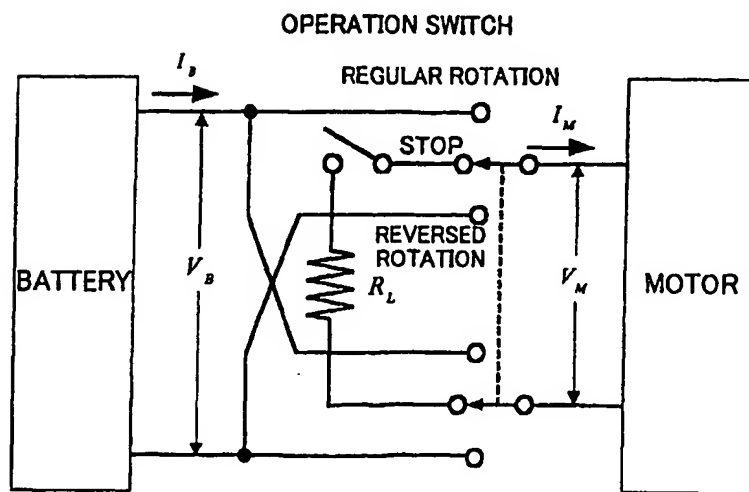 OPERATION SWITCH
I_B
REGULAR ROTATION
I_M
STOP
REVERSED
ROTATION
V_B
R_L
V_M
BATTERY
MOTOR